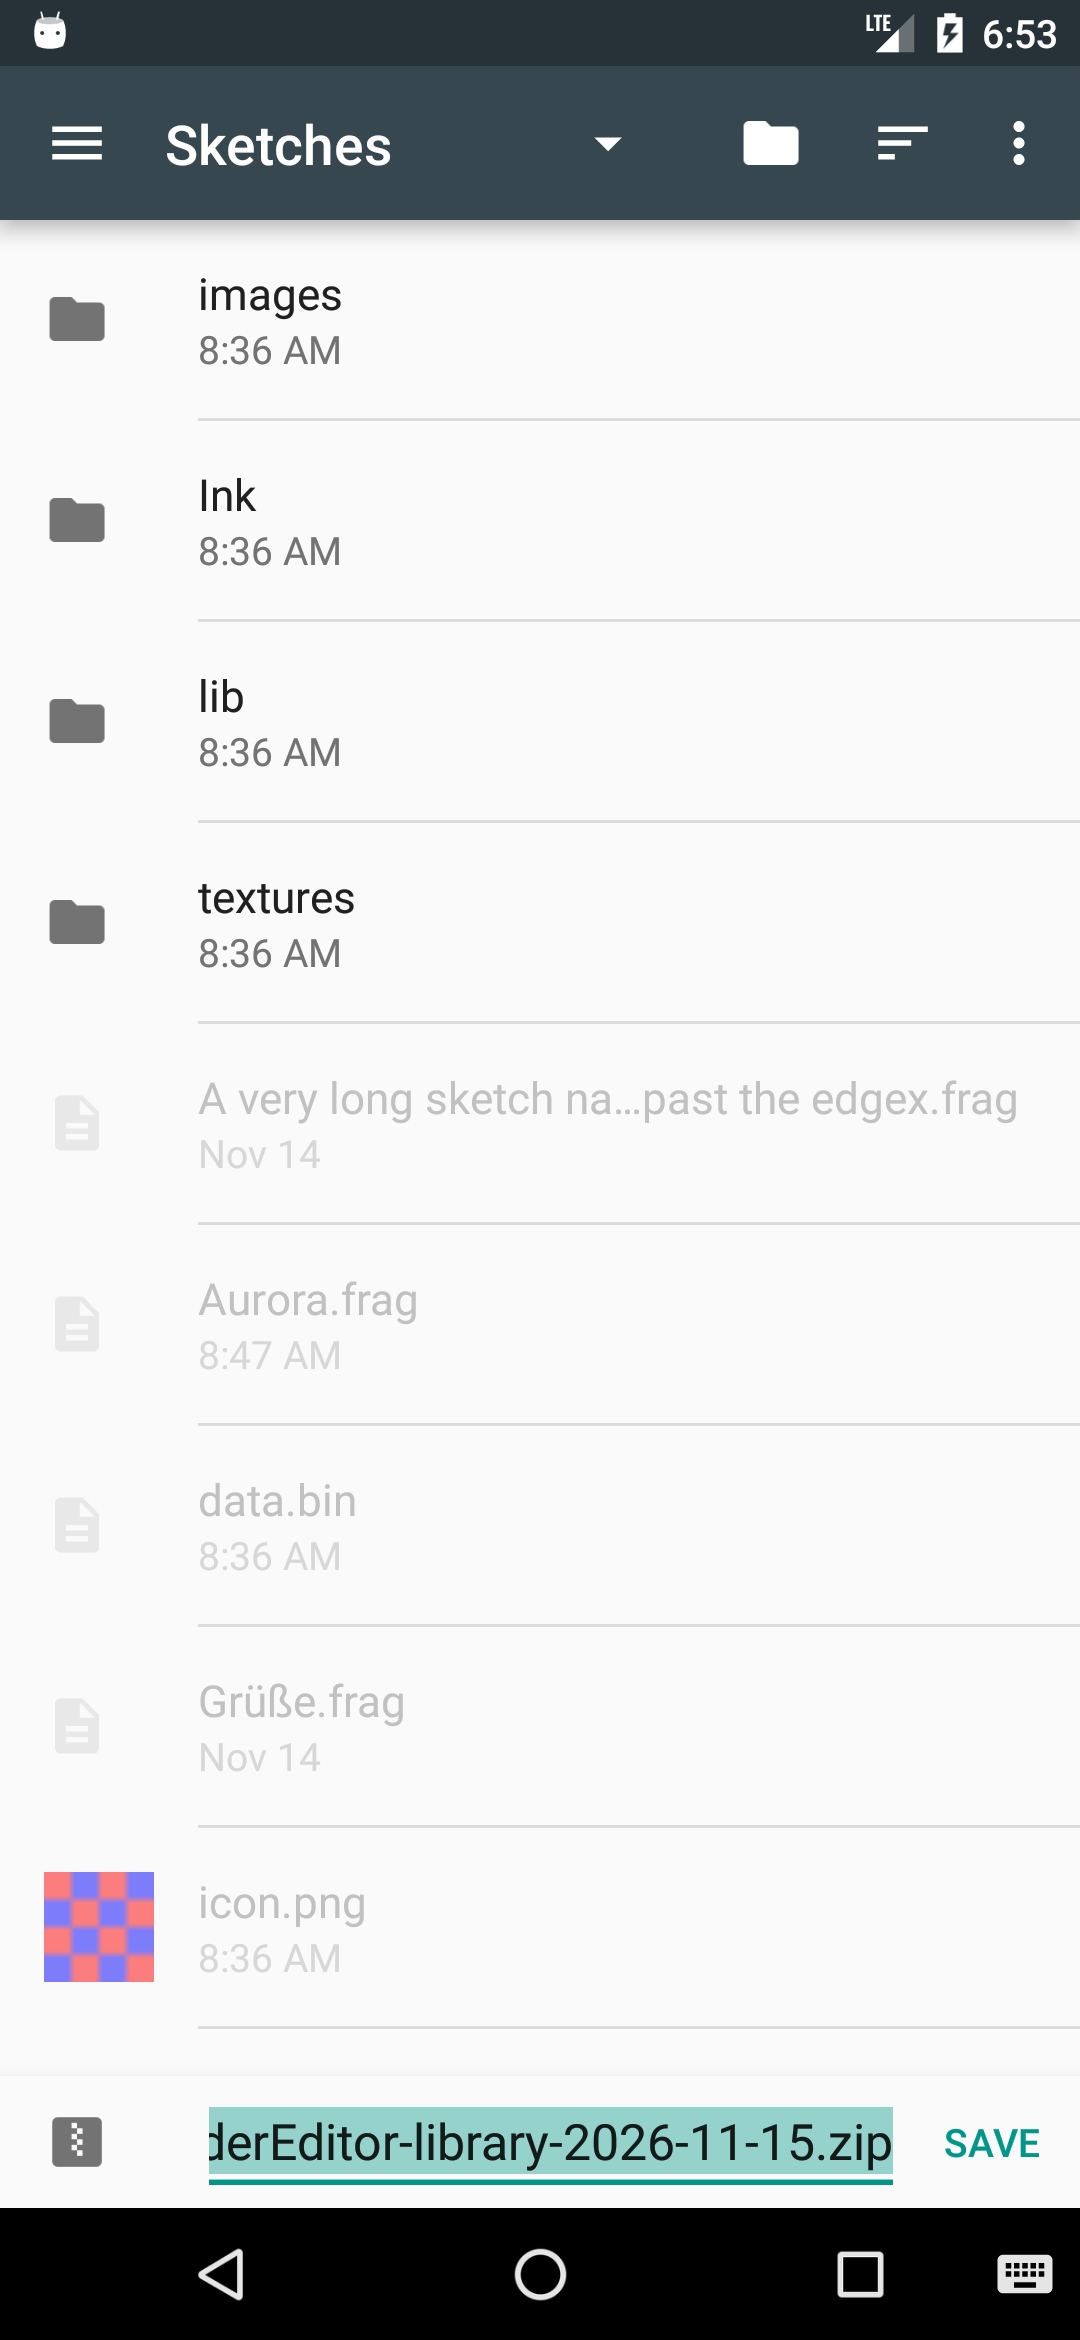 LTE 6:53
Sketches
images
8:36 AM
Ink
8:36 AM
lib
8:36 AM
textures
8:36 AM
A very long sketch na...past the edgex.frag
Nov 14
Aurora.frag
8:47 AM
data.bin
8:36 AM
Grüße.frag
Nov 14
icon.png
8:36 AM
derEditor-library-2026-11-15.zip SAVE